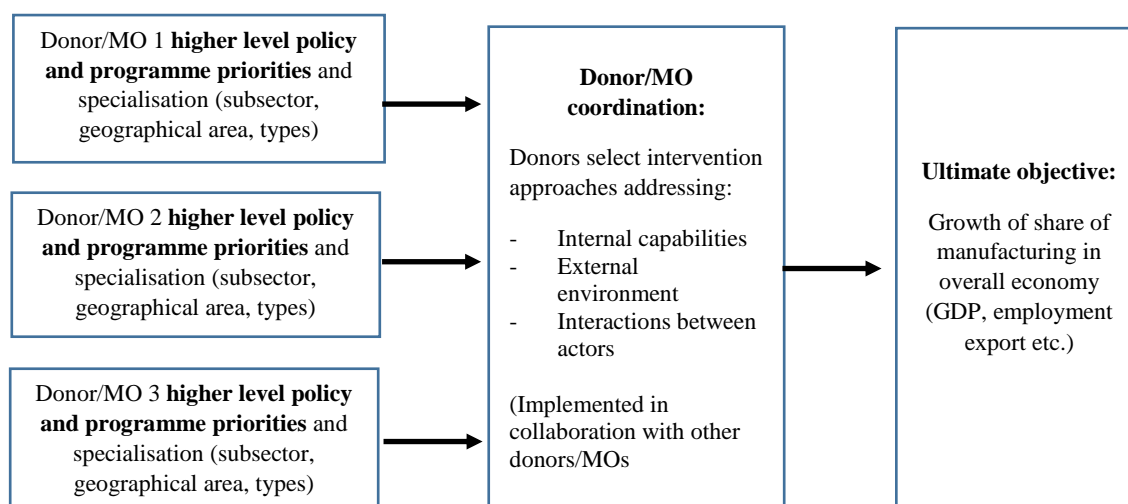 Donor/MO 1 higher level policy
and programme priorities and
specialisation (subsector,
geographical area, types)
Donor/MO 2 higher level policy
and programme priorities and
specialisation (subsector,
geographical area, types)
Donor/MO 3 higher level policy
and programme priorities and
specialisation (subsector,
geographical area, types)
Donor/MO
coordination:
Donors select intervention
approaches addressing:
- Internal capabilities
- External
environment
- Interactions between
actors
(Implemented in
collaboration with other
donors/MOs
Ultimate objective:
Growth of share of
manufacturing in
overall economy
(GDP, employment
export etc.)